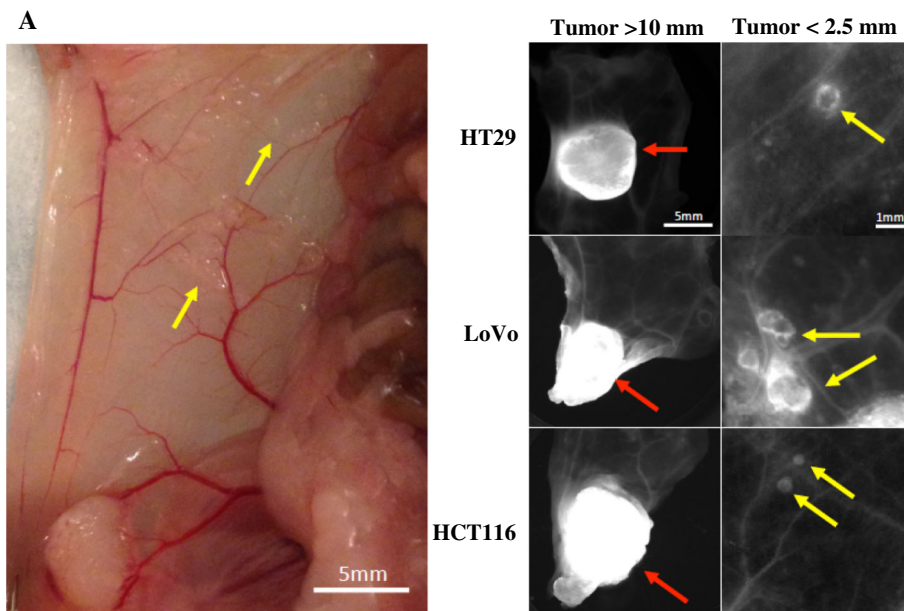 A
Tumor >10 mm
Tumor < 2.5 mm
HT29
5mm
1mm
LoVo
HCT116
5mm